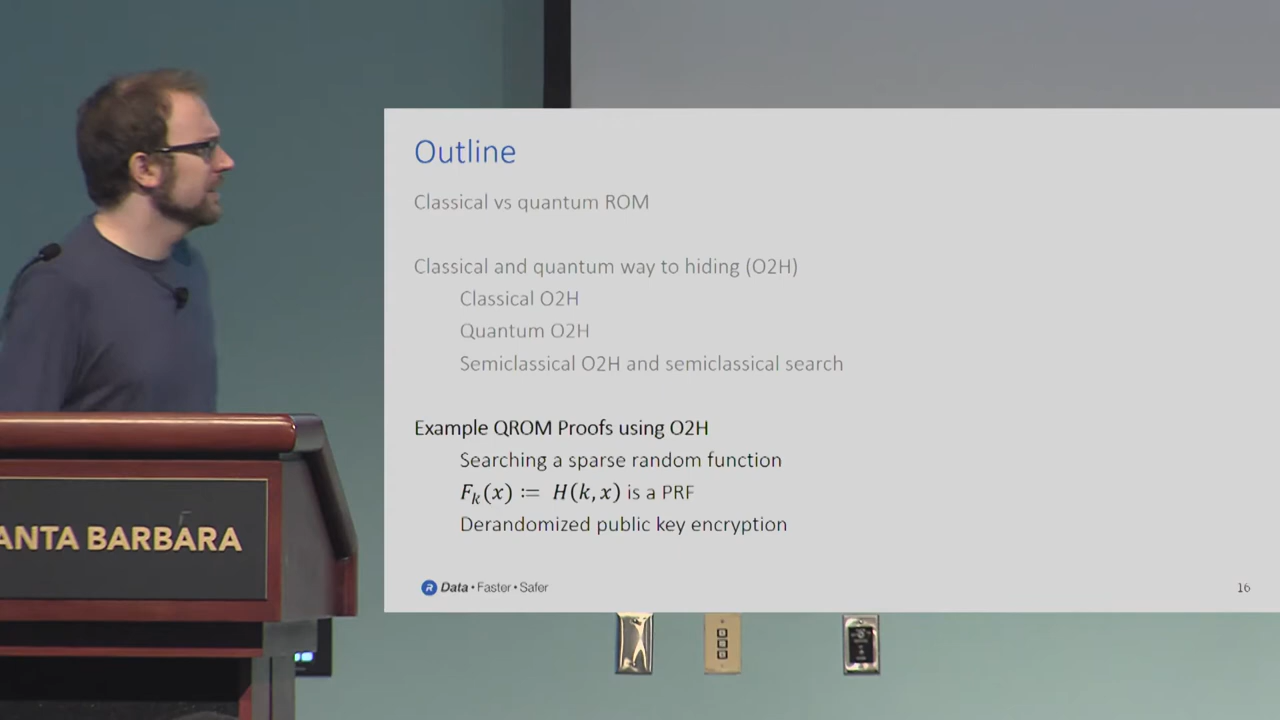 Outline
Classical vs quantum ROM
Classical and quantum way to hiding (O2H)
Classical O2H
Quantum O2H
Semiclassical O2H and semiclassical search
Example QROM Proofs using O2H
Searching a sparse random function
F_k(x) := H(k, x) is a PRF
Derandomized public key encryption
R Data • Faster • Safer
16
ANTA BARBARA